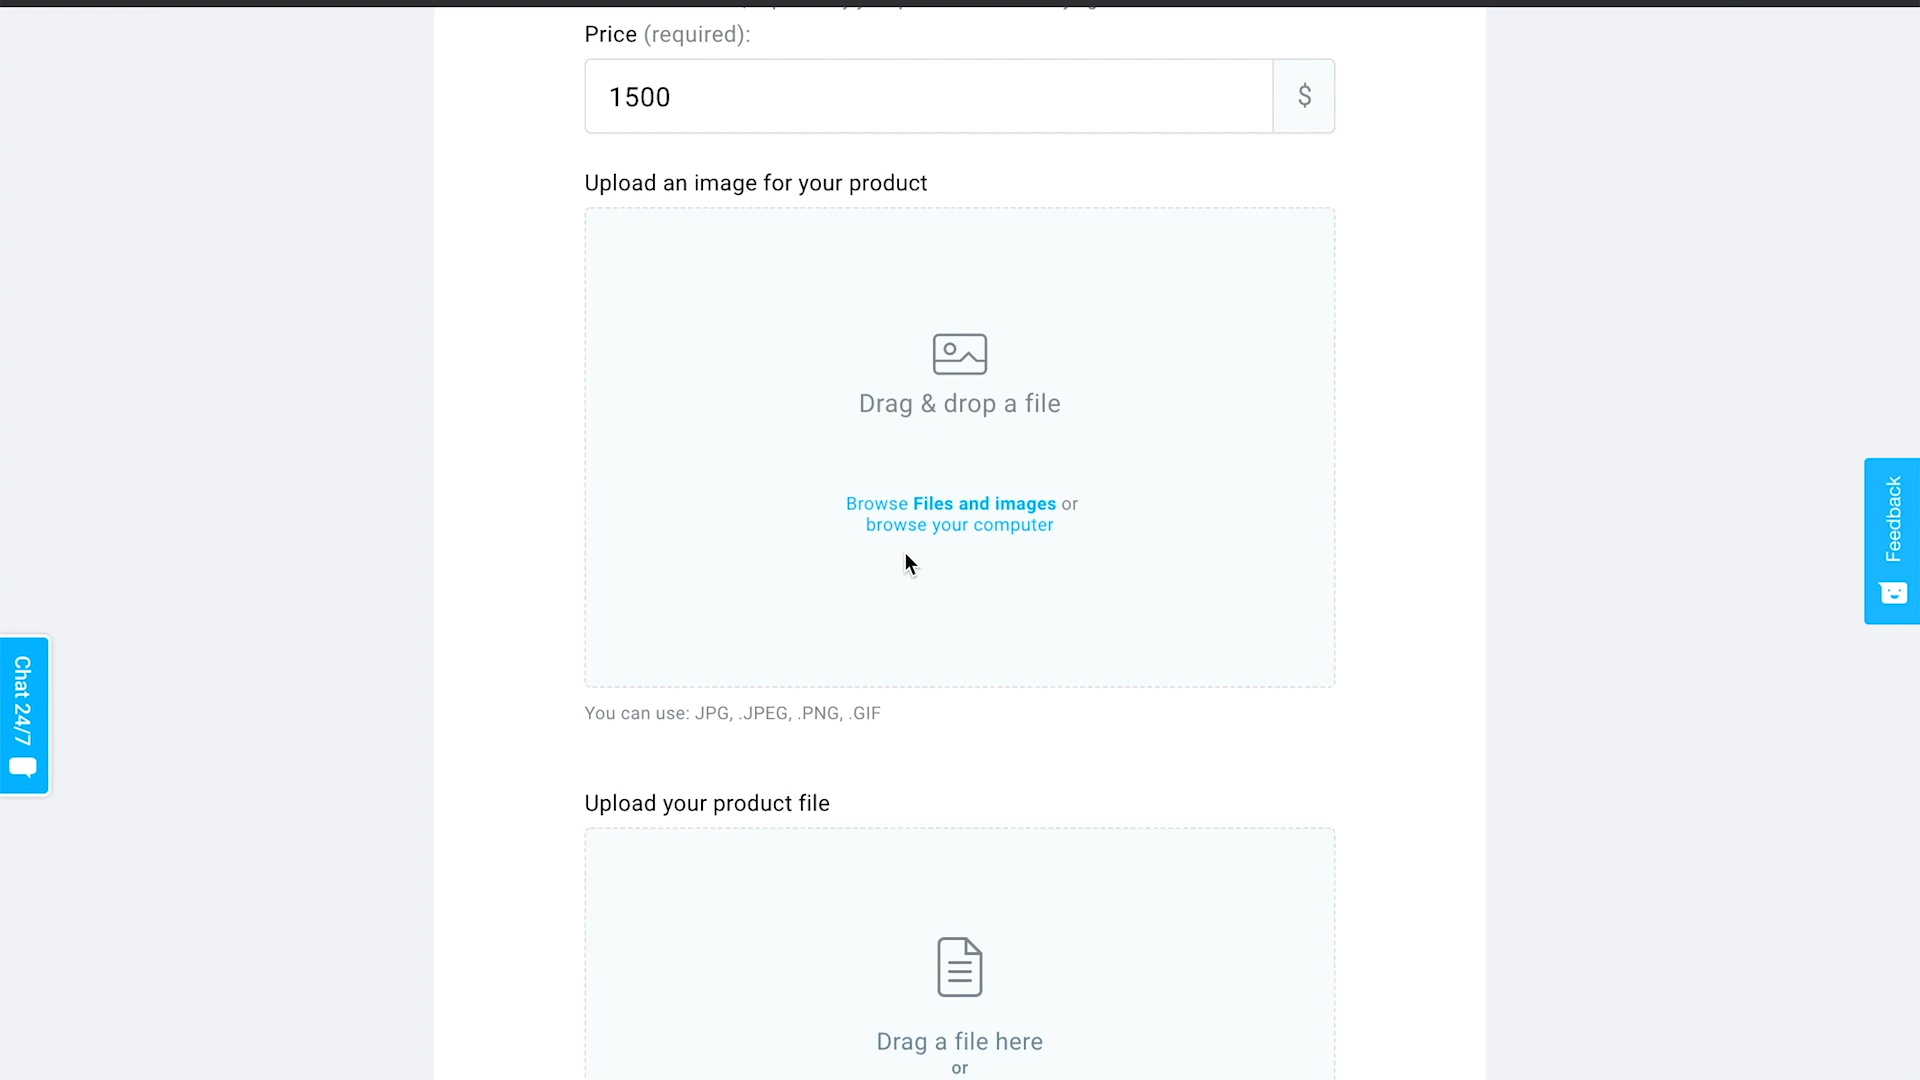 Price (required):
1500
$
Upload an image for your product
Drag & drop a file
Browse Files and images or
browse your computer
Feedback
Chat 24/7
You can use: JPG, .JPEG, .PNG, .GIF
Upload your product file
Drag a file here
or